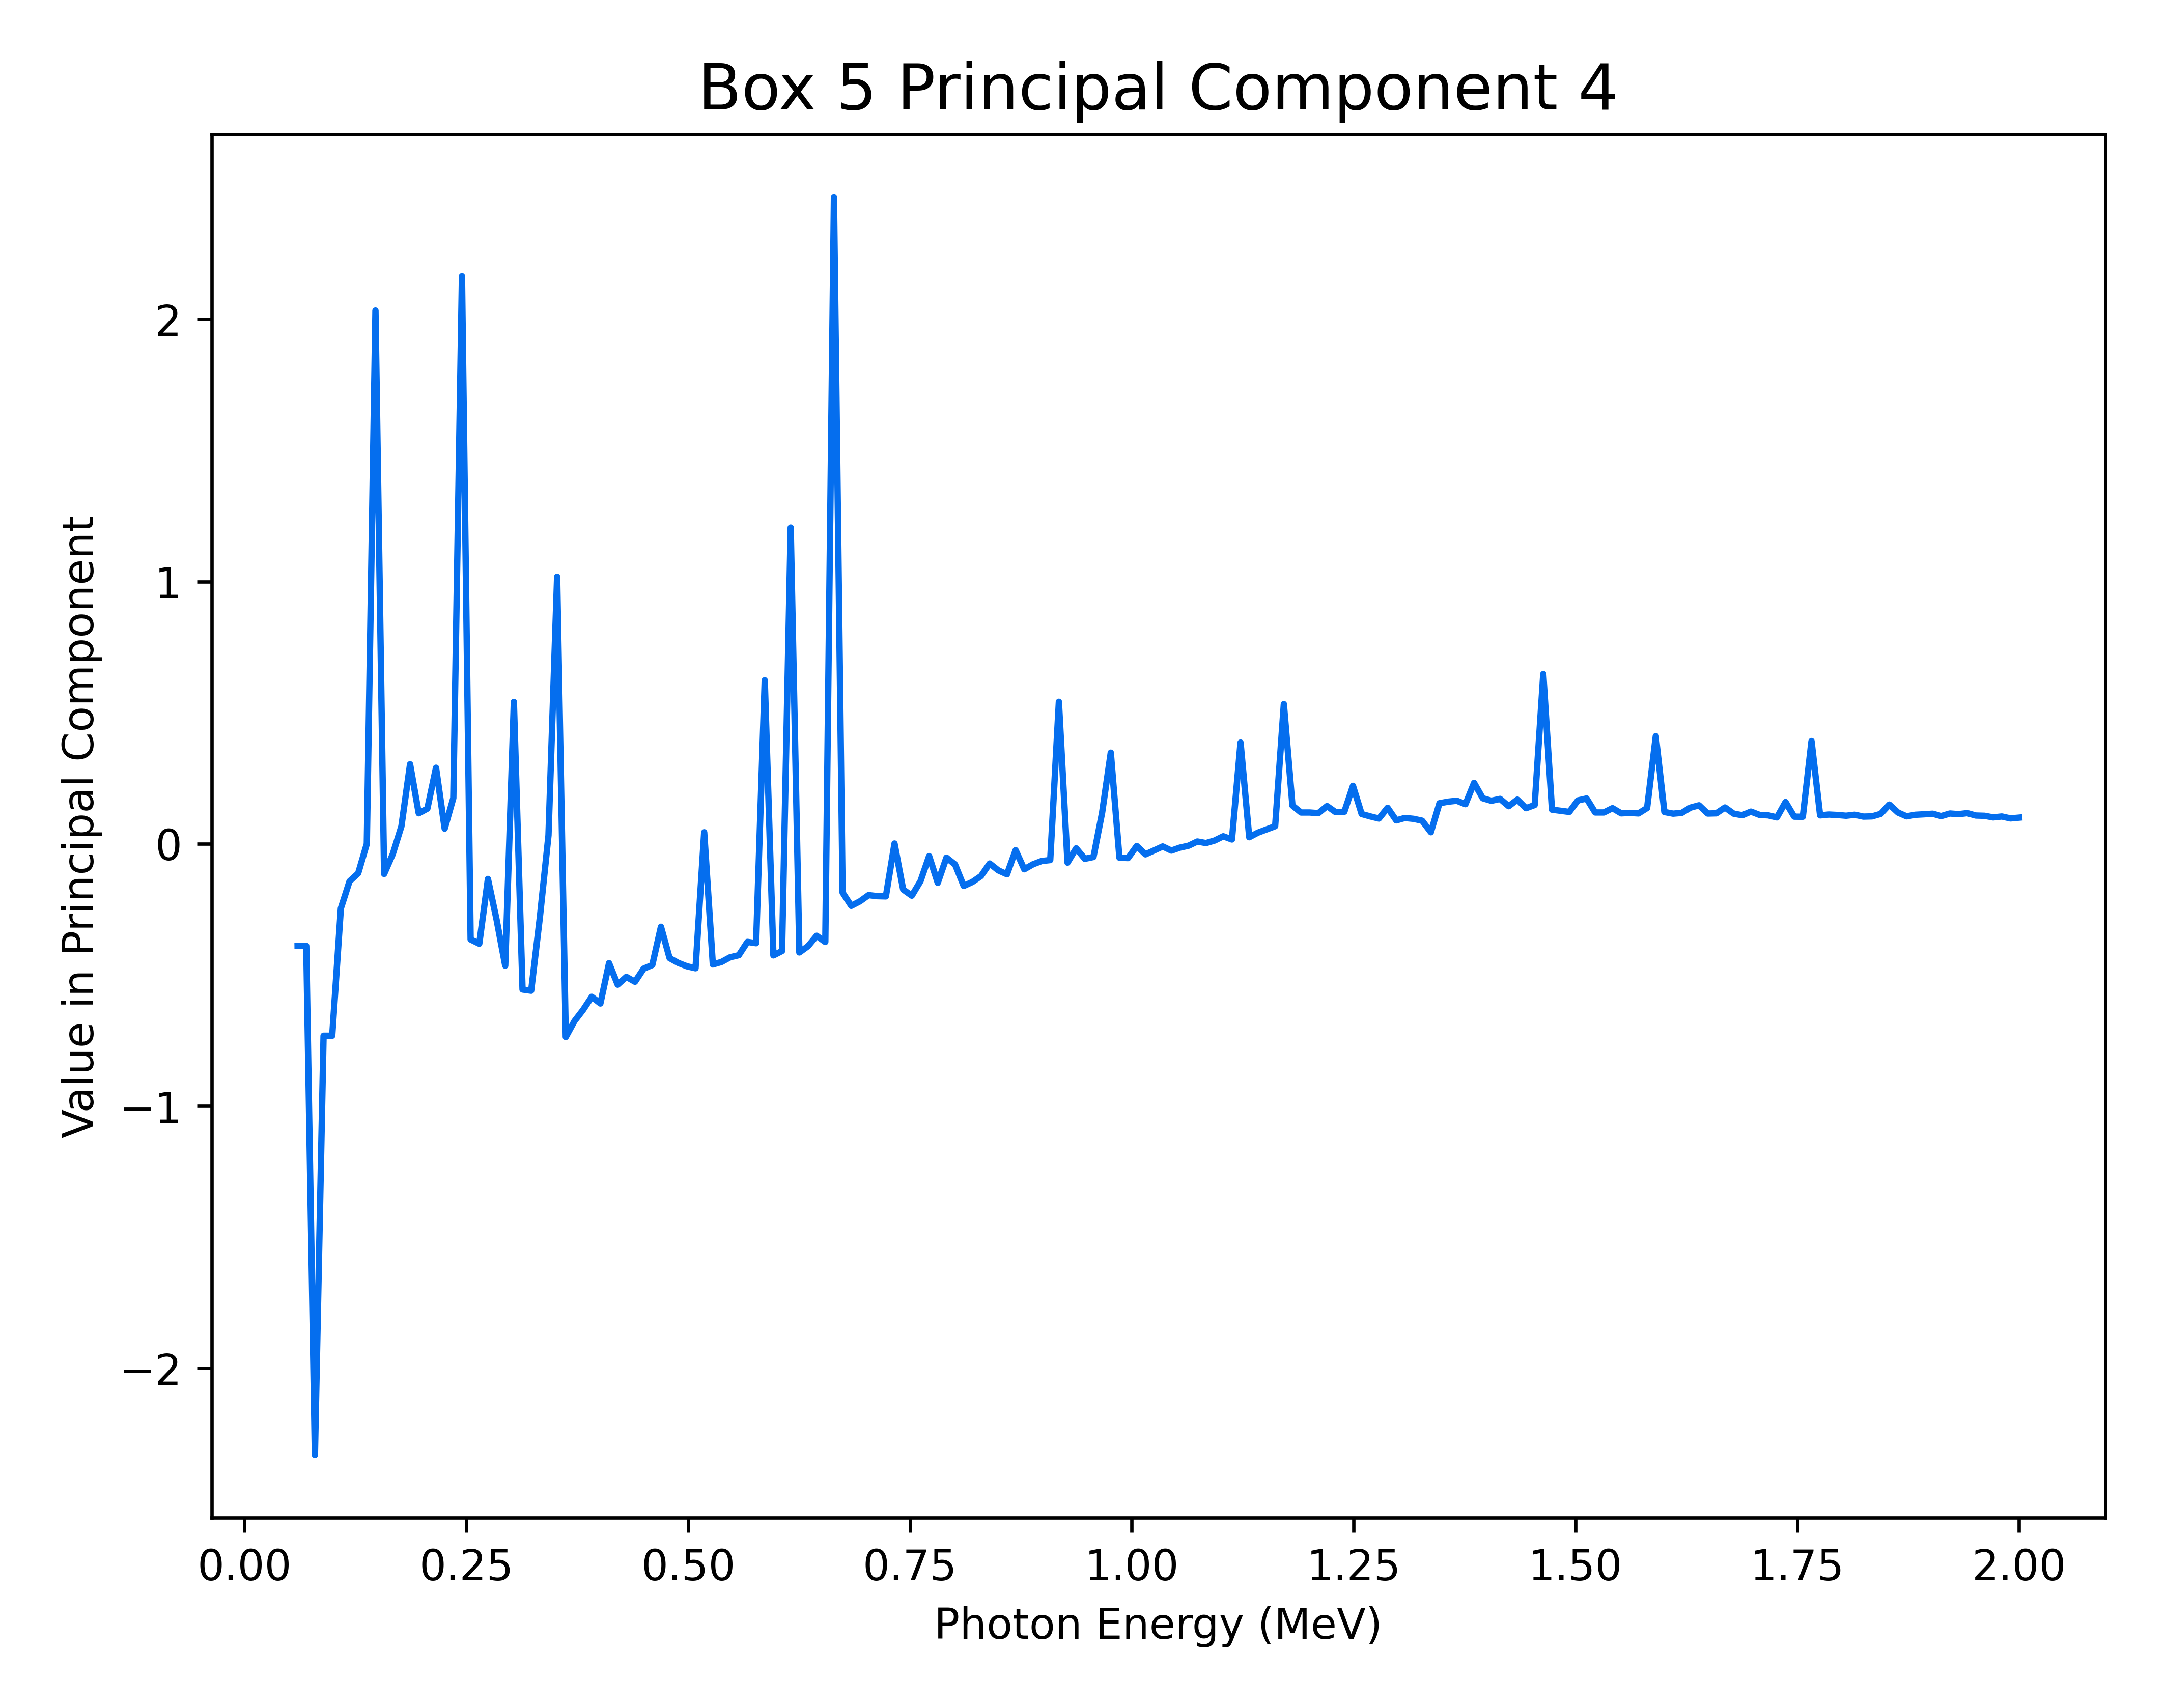 Box 5 Principal Component 4
Value in Principal Component
2
1
0
−1
−2
0.00 0.25 0.50 0.75 1.00 1.25 1.50 1.75 2.00
Photon Energy (MeV)